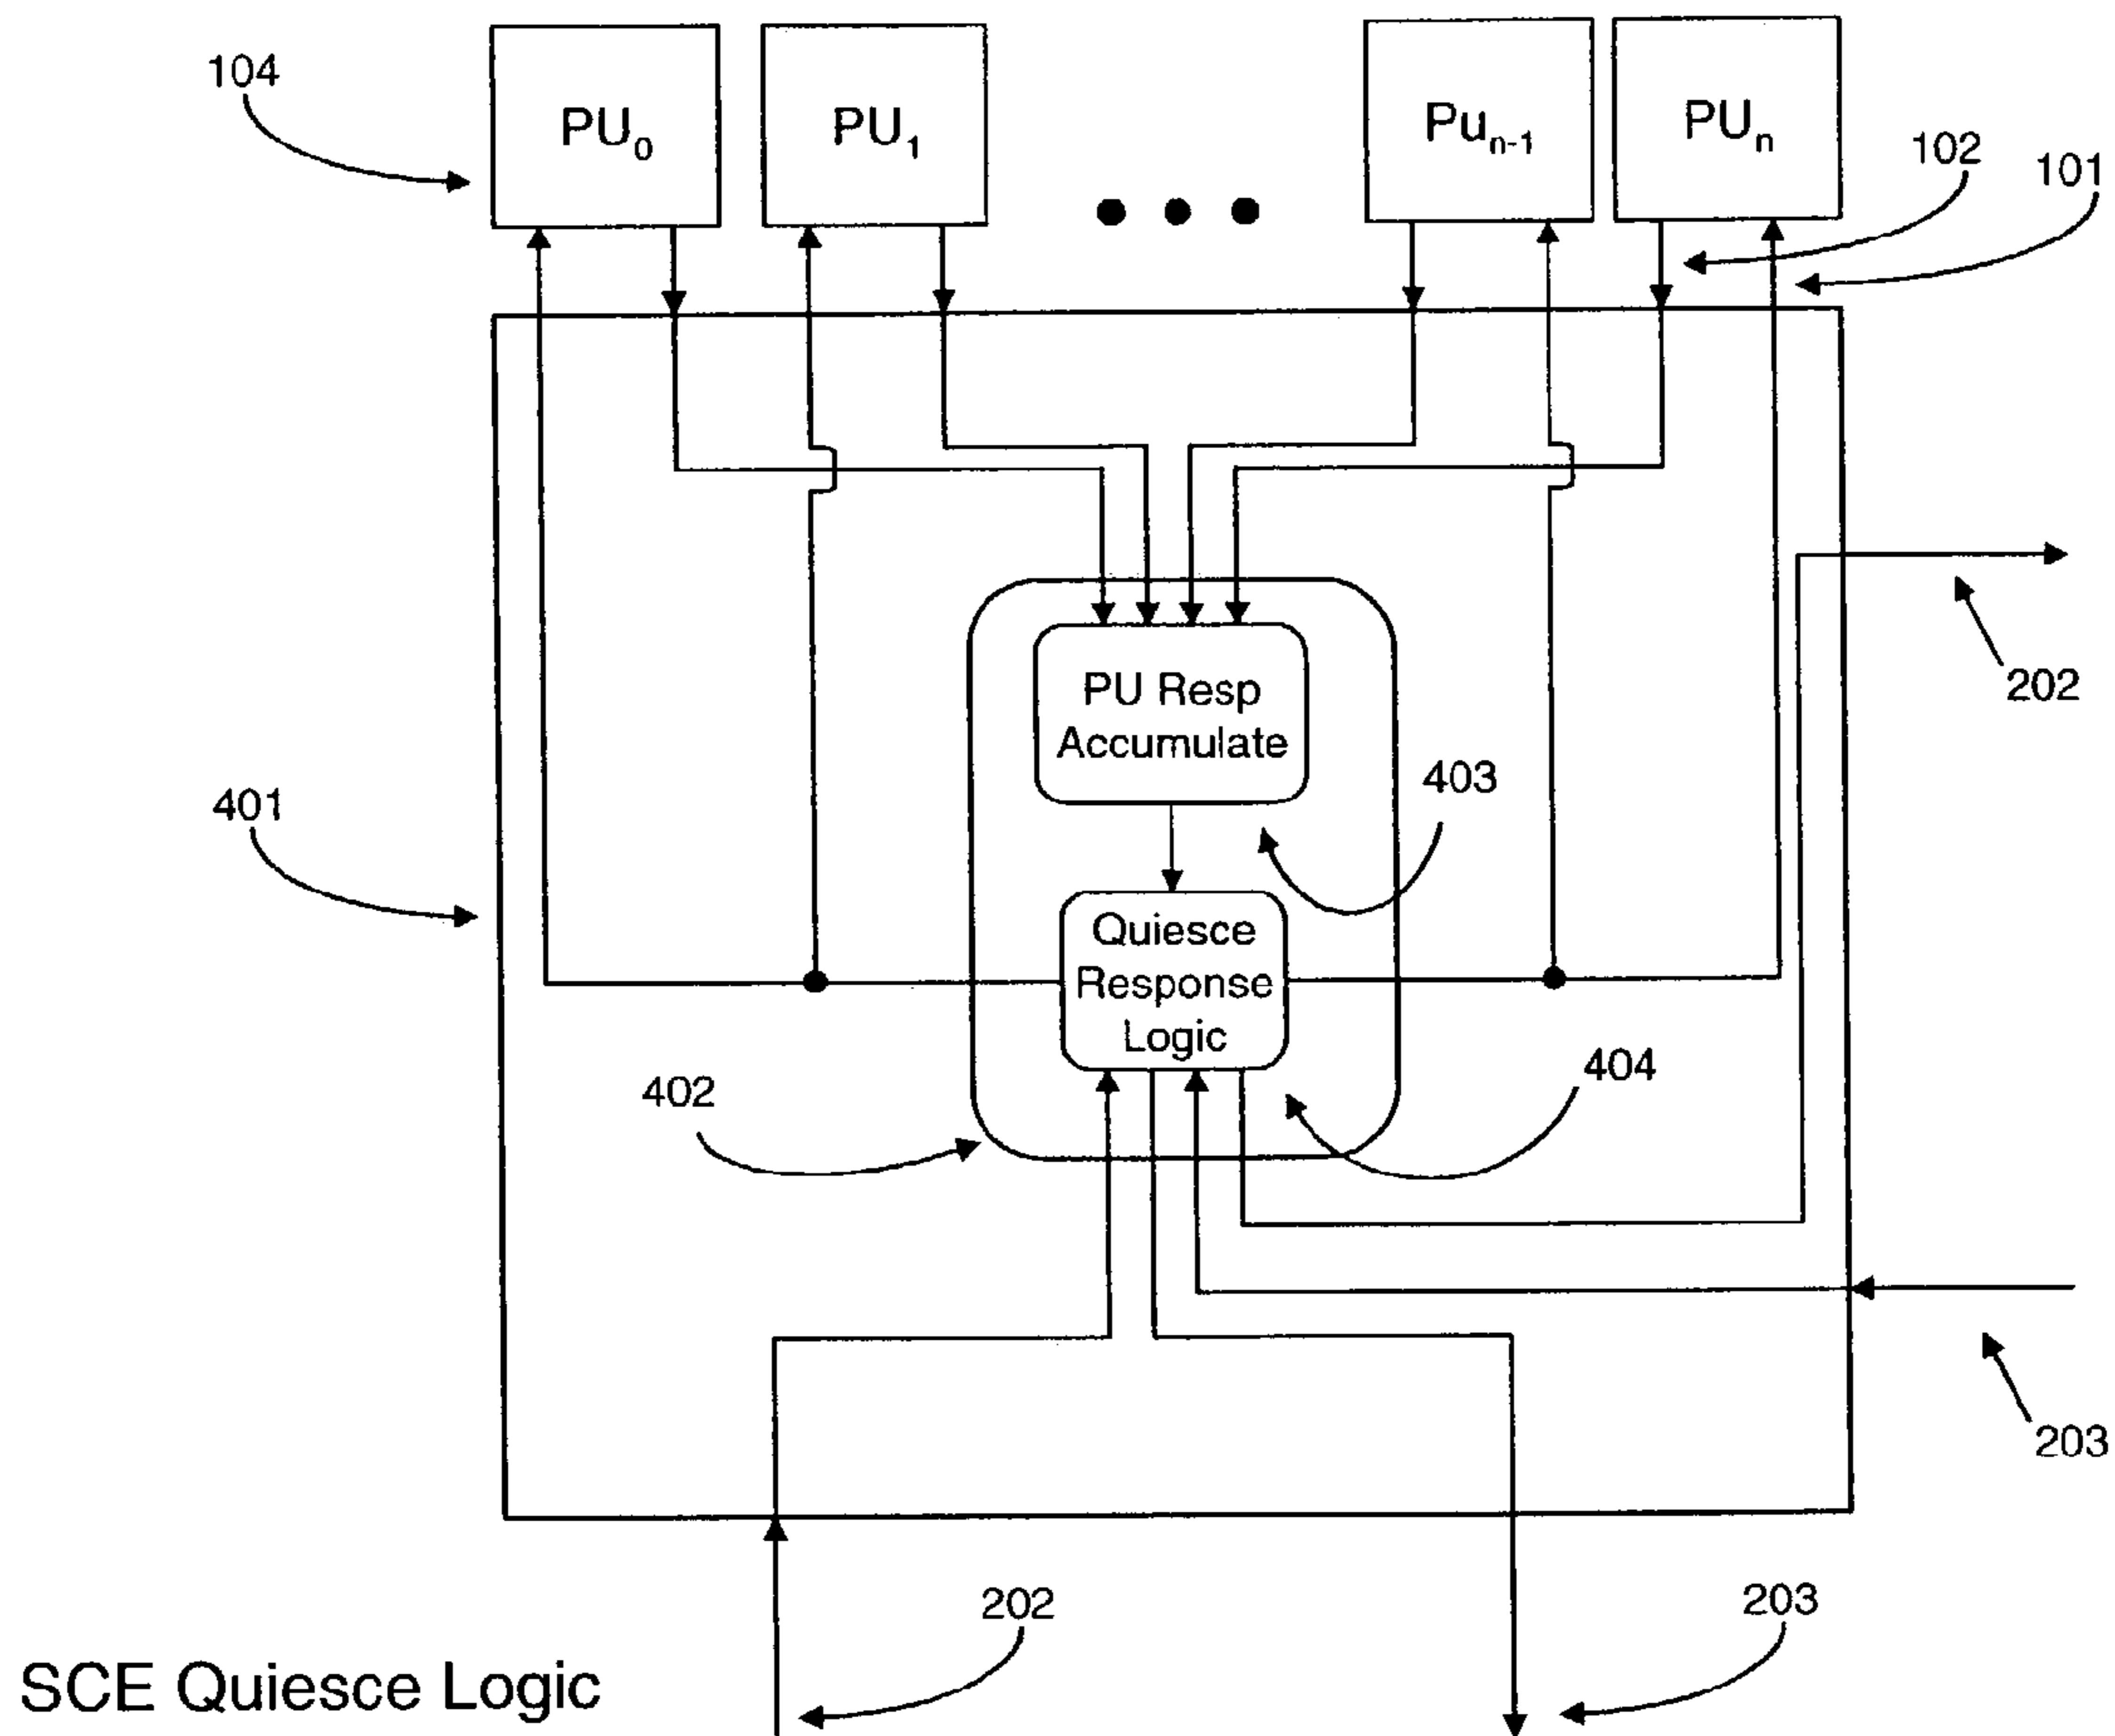 104
PU0
PU1
Pun-1
PUn
102
101
202
PU Resp
Accumulate
403
401
Quiesce
Response
Logic
402
404
203
202
203
SCE Quiesce Logic